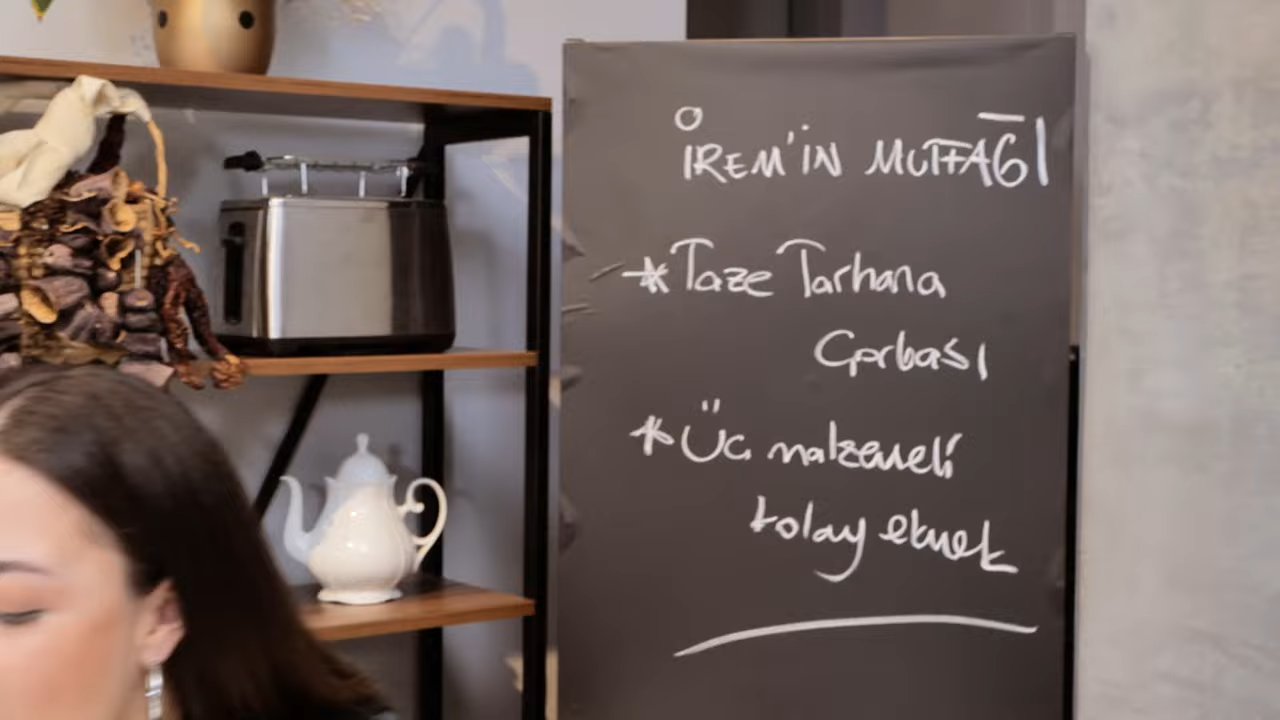 İREM'İN MUTFAĞI
* Taze Tarhana
Çorbası
* Üç malzemeli
kolay ekmek